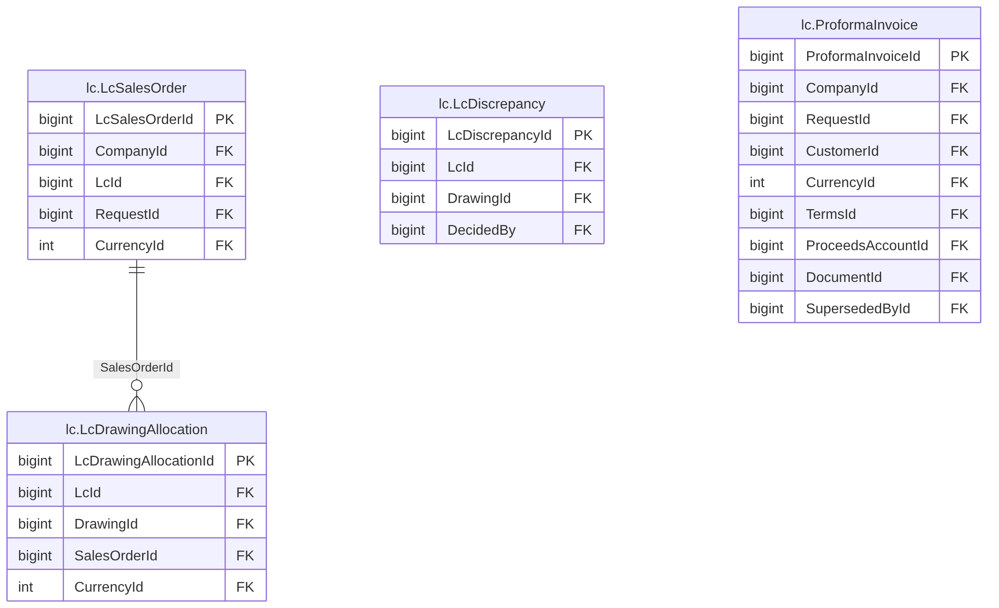 lc.LcSalesOrder
bigint LcSalesOrderId PK
bigint CompanyId FK
bigint LcId FK
bigint RequestId FK
int CurrencyId FK
SalesOrderId
lc.LcDrawingAllocation
bigint LcDrawingAllocationId PK
bigint LcId FK
bigint DrawingId FK
bigint SalesOrderId FK
int CurrencyId FK
lc.LcDiscrepancy
bigint LcDiscrepancyId PK
bigint LcId FK
bigint DrawingId FK
bigint DecidedBy FK
lc.ProformaInvoice
bigint ProformaInvoiceId PK
bigint CompanyId FK
bigint RequestId FK
bigint CustomerId FK
int CurrencyId FK
bigint TermsId FK
bigint ProceedsAccountId FK
bigint DocumentId FK
bigint SupersededById FK